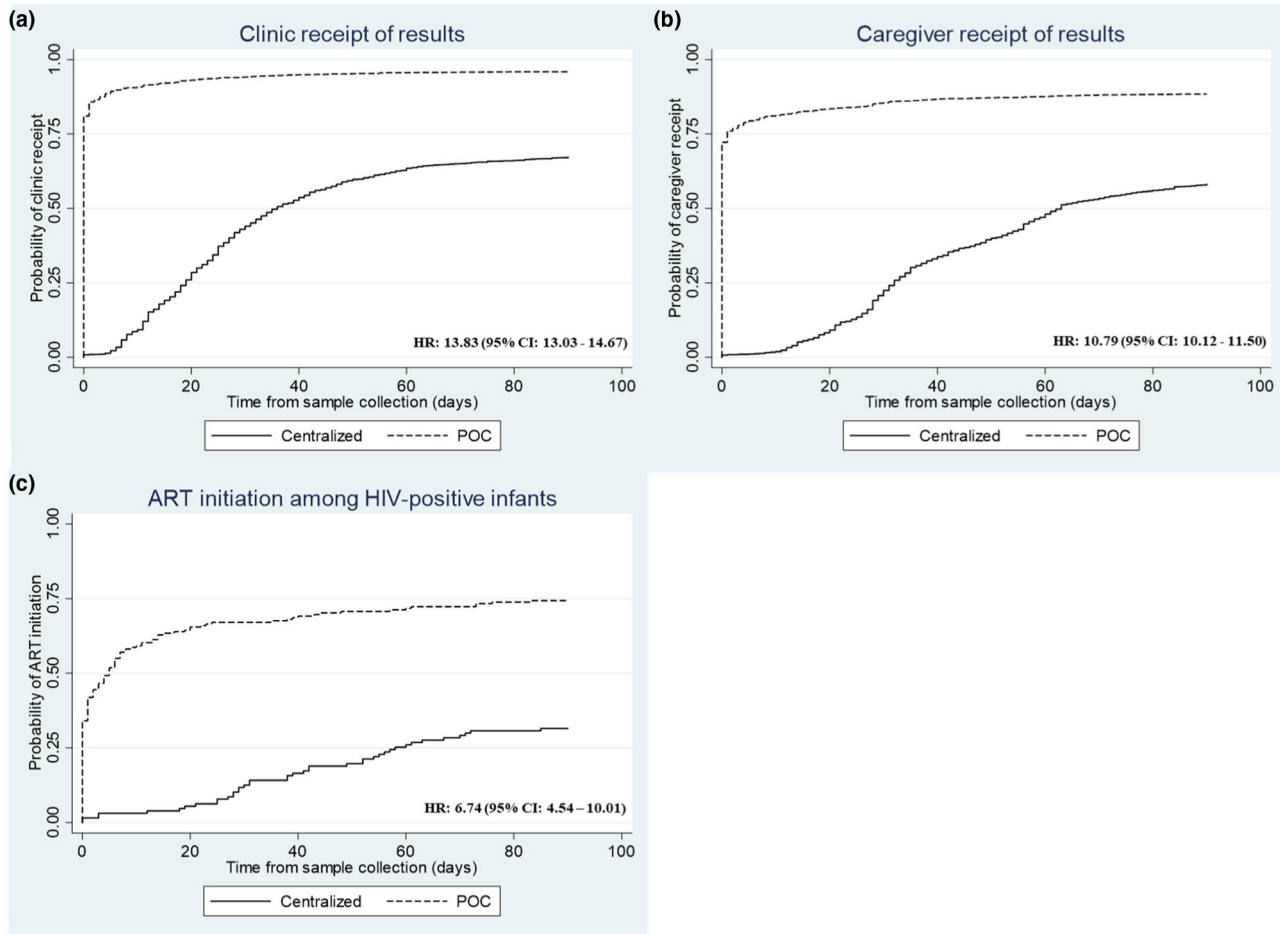 (a)
Clinic receipt of results
Probability of clinic receipt
1.00
0.75
0.50
0.25
0.00
HR: 13.83 (95% CI: 13.03 - 14.67)
0 20 40 60 80 100
Time from sample collection (days)
Centralized POC
(b)
Caregiver receipt of results
Probability of caregiver receipt
1.00
0.75
0.50
0.25
0.00
HR: 10.79 (95% CI: 10.12 - 11.50)
0 20 40 60 80 100
Time from sample collection (days)
Centralized POC
(c)
ART initiation among HIV-positive infants
Probability of ART initiation
1.00
0.75
0.50
0.25
0.00
HR: 6.74 (95% CI: 4.54 – 10.01)
0 20 40 60 80 100
Time from sample collection (days)
Centralized POC